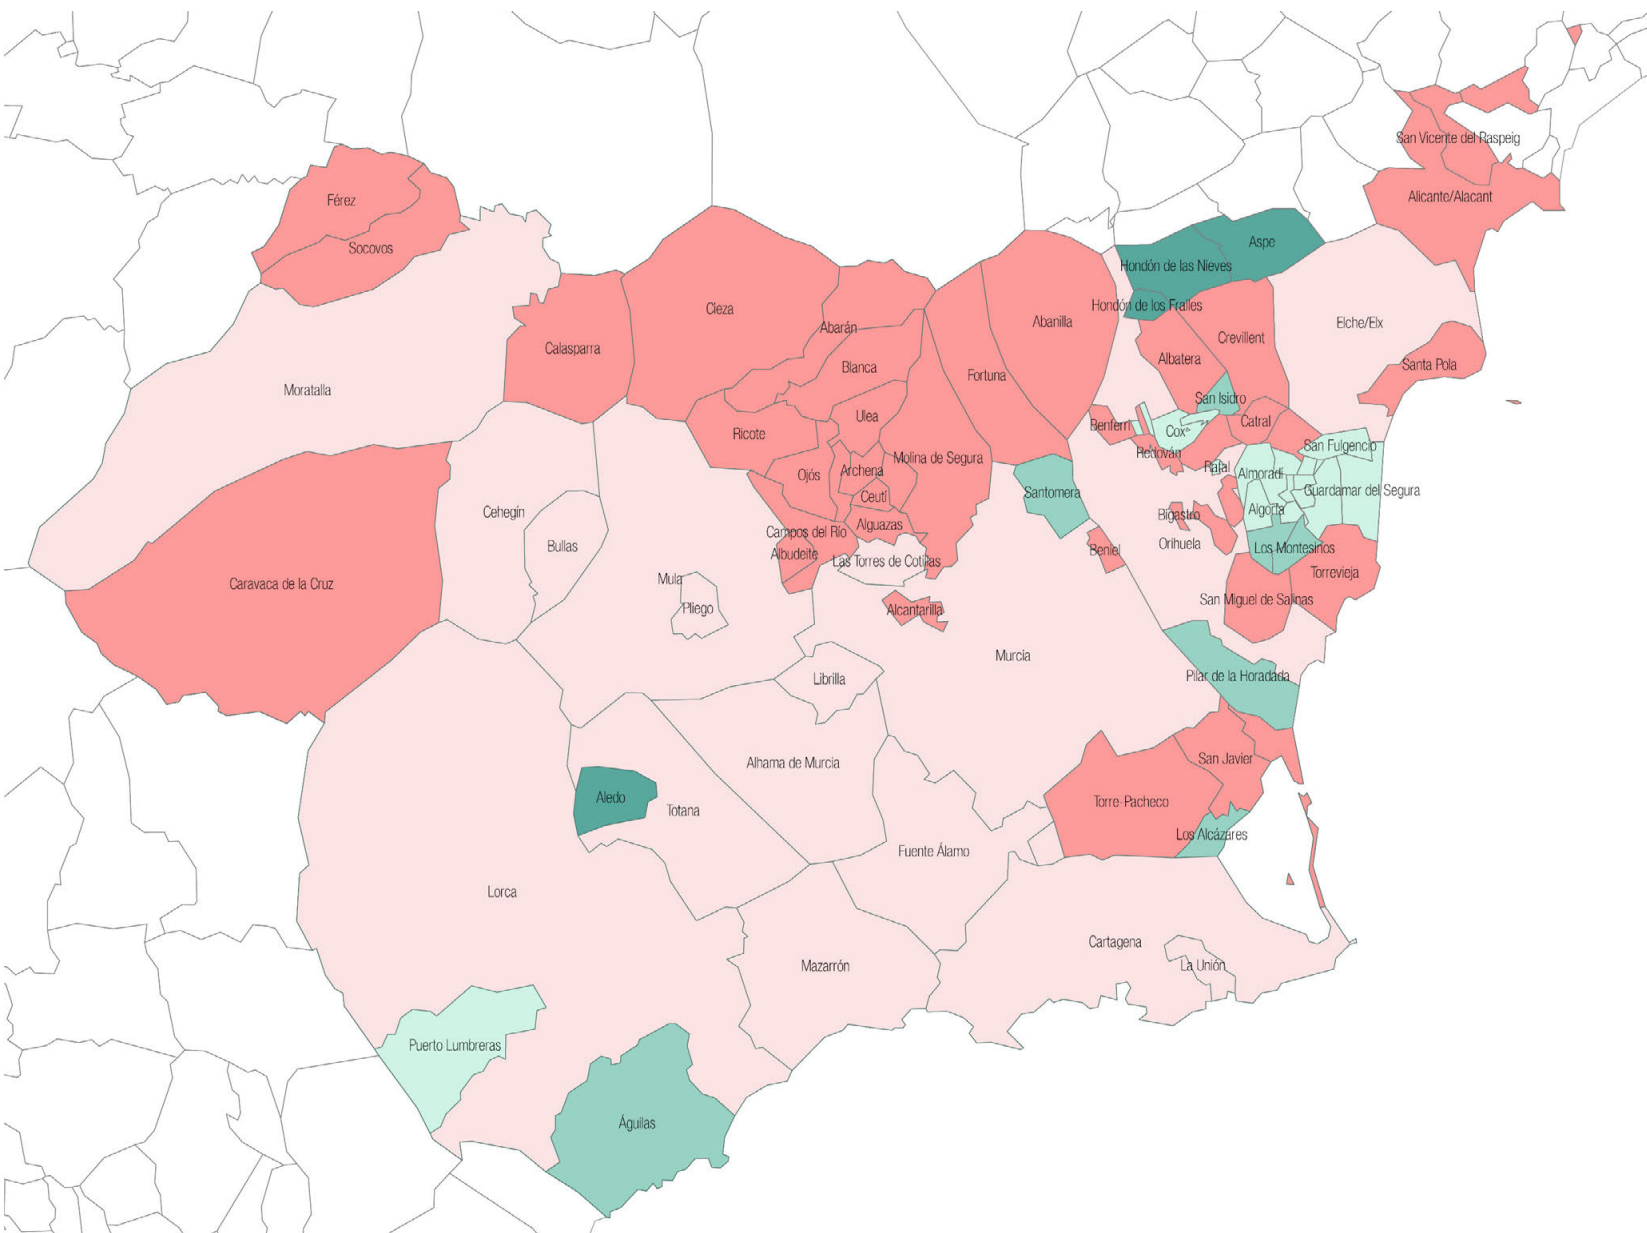 San Vicente del Raspeig
Férez
Alicante/Alacant
Socovos
Aspe
Hondón de las Nieves
Hondón de los Frailes
Cieza
Abarán
Abanilla
Elche/Elx
Crevillent
Calasparra
Albatera
Santa Pola
Blanca
Fortuna
Moratalla
San Isidro
Ulea
Catral
Benferri
Cox
Ricote
San Fulgencio
Redován
Molina de Segura
Rafal
Almoradí
Archena
Ojós
Santomera
Guardamar del Segura
Ceutí
Cehegín
Algorfa
Bigastro
Alguazas
Campos del Río
Orihuela
Bullas
Los Montesinos
Beniel
Albudeite
Las Torres de Cotillas
Torrevieja
Mula
Caravaca de la Cruz
San Miguel de Salinas
Pliego
Alcantarilla
Murcia
Pilar de la Horadada
Librilla
San Javier
Alhama de Murcia
Aledo
Torre-Pacheco
Totana
Los Alcázares
Fuente Álamo
Lorca
Cartagena
Mazarrón
La Unión
Puerto Lumbreras
Águilas